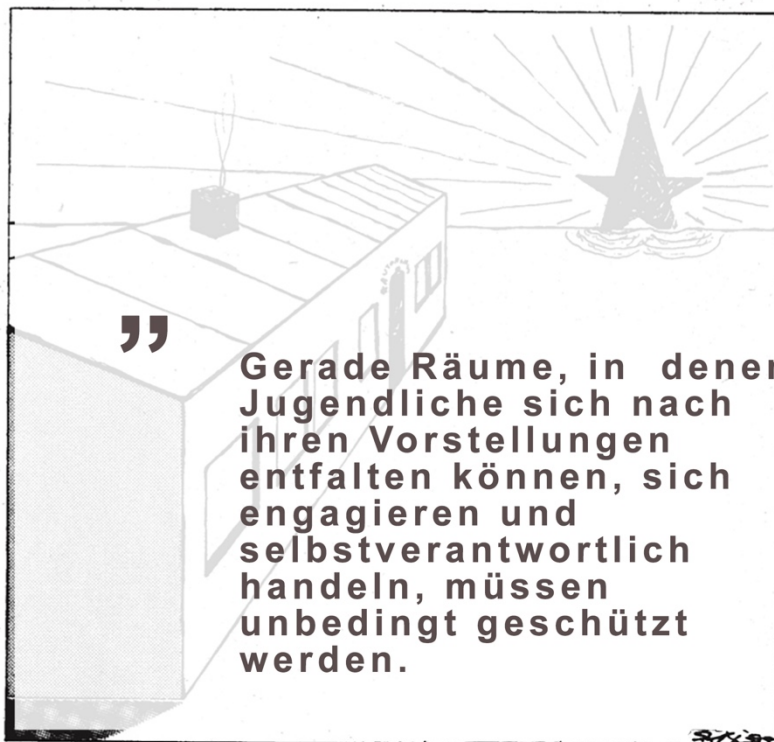 ”
Gerade Räume, in denen
Jugendliche sich nach
ihren Vorstellungen
entfalten können, sich
engagieren und
selbstverantwortlich
handeln, müssen
unbedingt geschützt
werden.